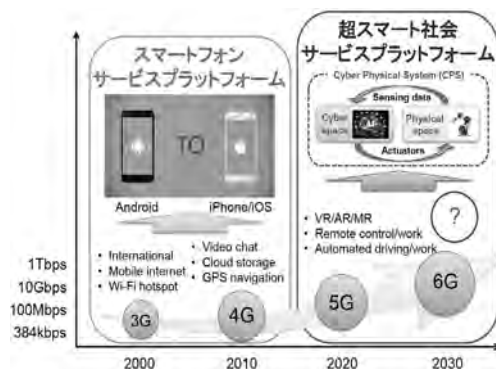 スマートフォン
サービスプラットフォーム
TO
Android
iPhone/iOS
• International
• Mobile internet
• Wi-Fi hotspot
• Video chat
• Cloud storage
• GPS navigation
3G
4G
超スマート社会
サービスプラットフォーム
Cyber Physical System (CPS)
Sensing data
Cyber
space
AI
Physical
space
Actuators
?
• VR/AR/MR
• Remote control/work
• Automated driving/work
5G
6G
1Tbps
10Gbps
100Mbps
384kbps
2000
2010
2020
2030